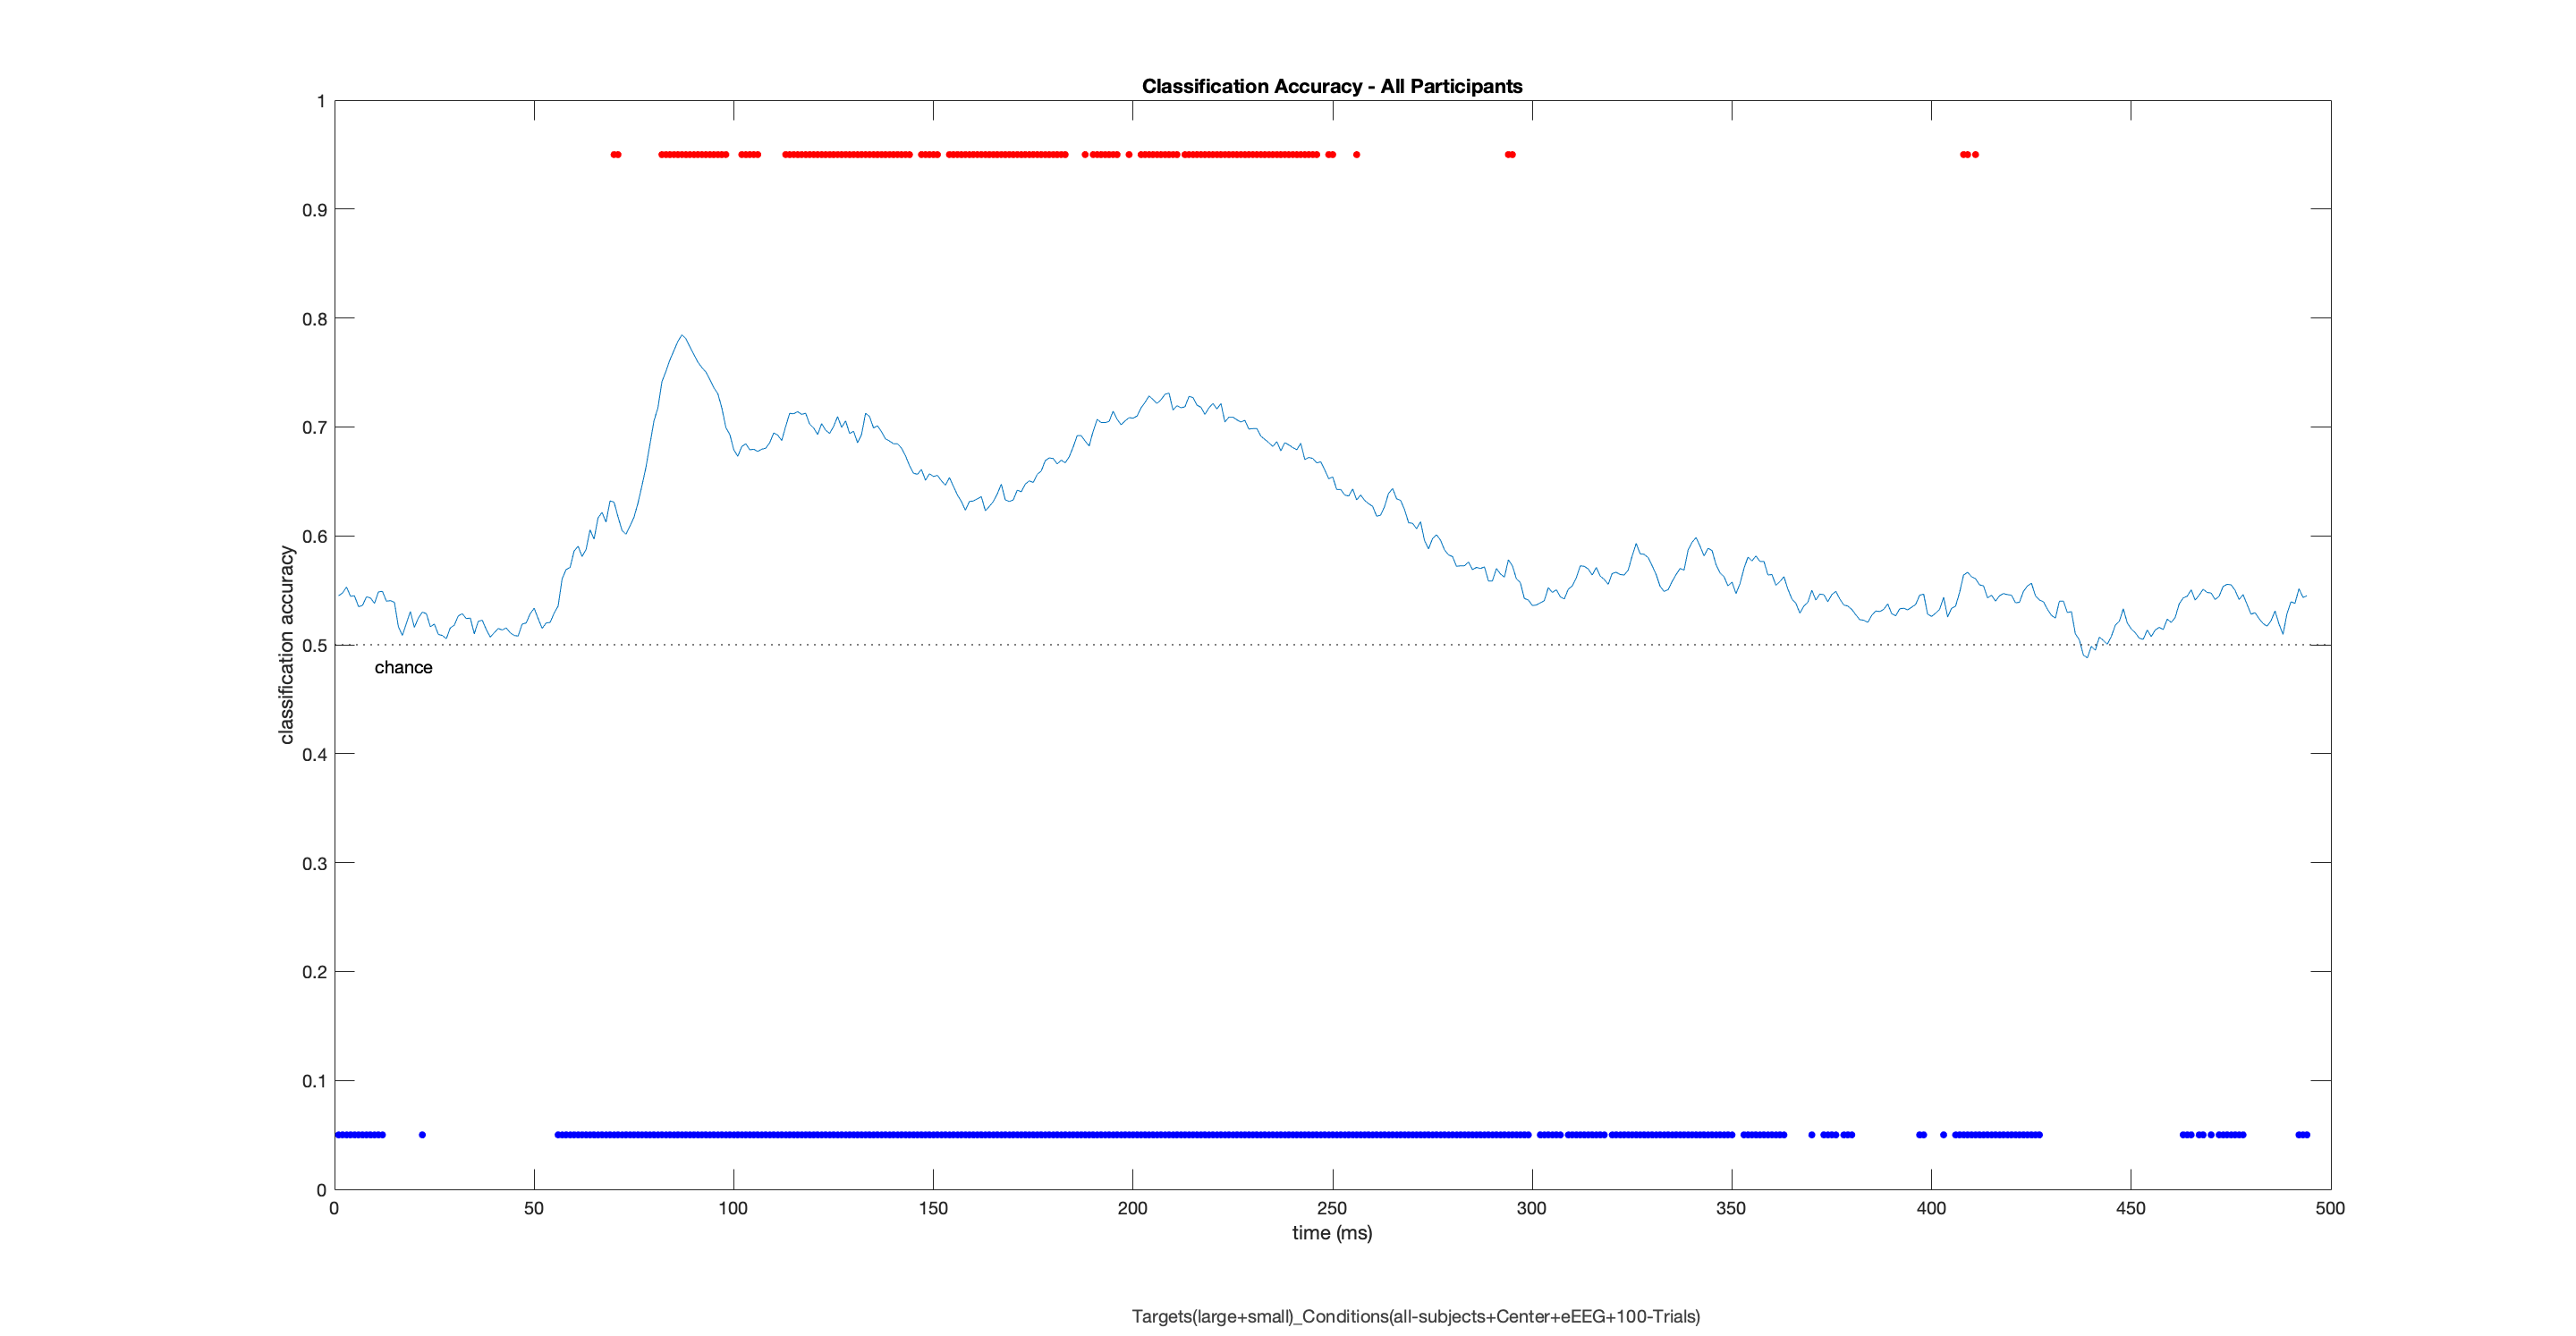 Classification Accuracy - All Participants
1
0.9
0.8
0.7
0.6
0.5
0.4
0.3
0.2
0.1
0
classification accuracy
chance
0 50 100 150 200 250 300 350 400 450 500
time (ms)
Targets(large+small)_Conditions(all-subjects+Center+eEEG+100-Trials)